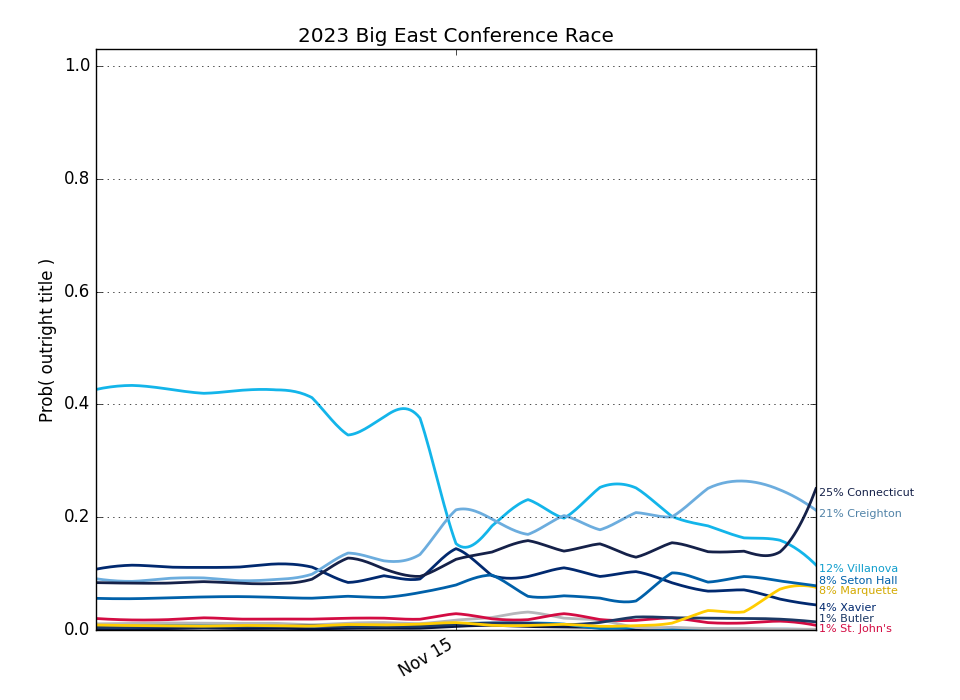 2023 Big East Conference Race
1.0
0.8
0.6
0.4
0.2
0.0
Prob( outright title )
Nov 15
25% Connecticut
21% Creighton
12% Villanova
8% Seton Hall
8% Marquette
4% Xavier
1% Butler
1% St. John's